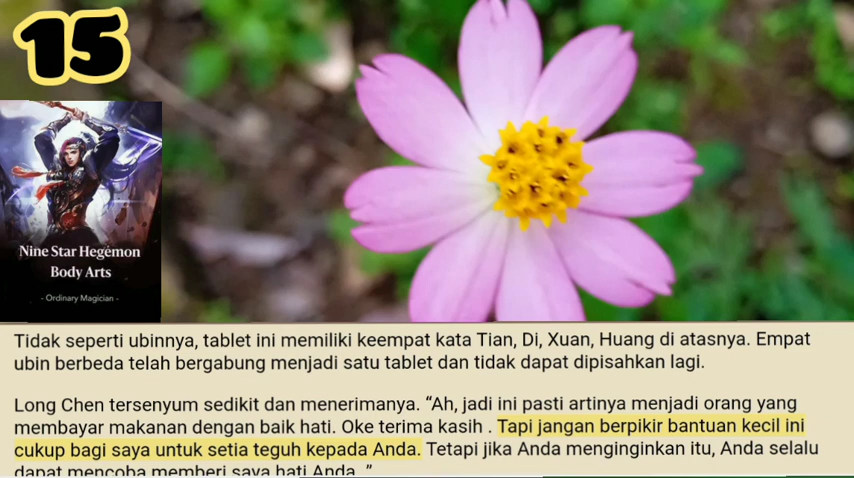 15
Nine Star Hegemon
Body Arts
- Ordinary Magician -
Tidak seperti ubinnya, tablet ini memiliki keempat kata Tian, Di, Xuan, Huang di atasnya. Empat
ubin berbeda telah bergabung menjadi satu tablet dan tidak dapat dipisahkan lagi.
Long Chen tersenyum sedikit dan menerimanya. “Ah, jadi ini pasti artinya menjadi orang yang
membayar makanan dengan baik hati. Oke terima kasih . Tapi jangan berpikir bantuan kecil ini
cukup bagi saya untuk setia teguh kepada Anda. Tetapi jika Anda menginginkan itu, Anda selalu
dapat mencoba memberi saya hati Anda. ”